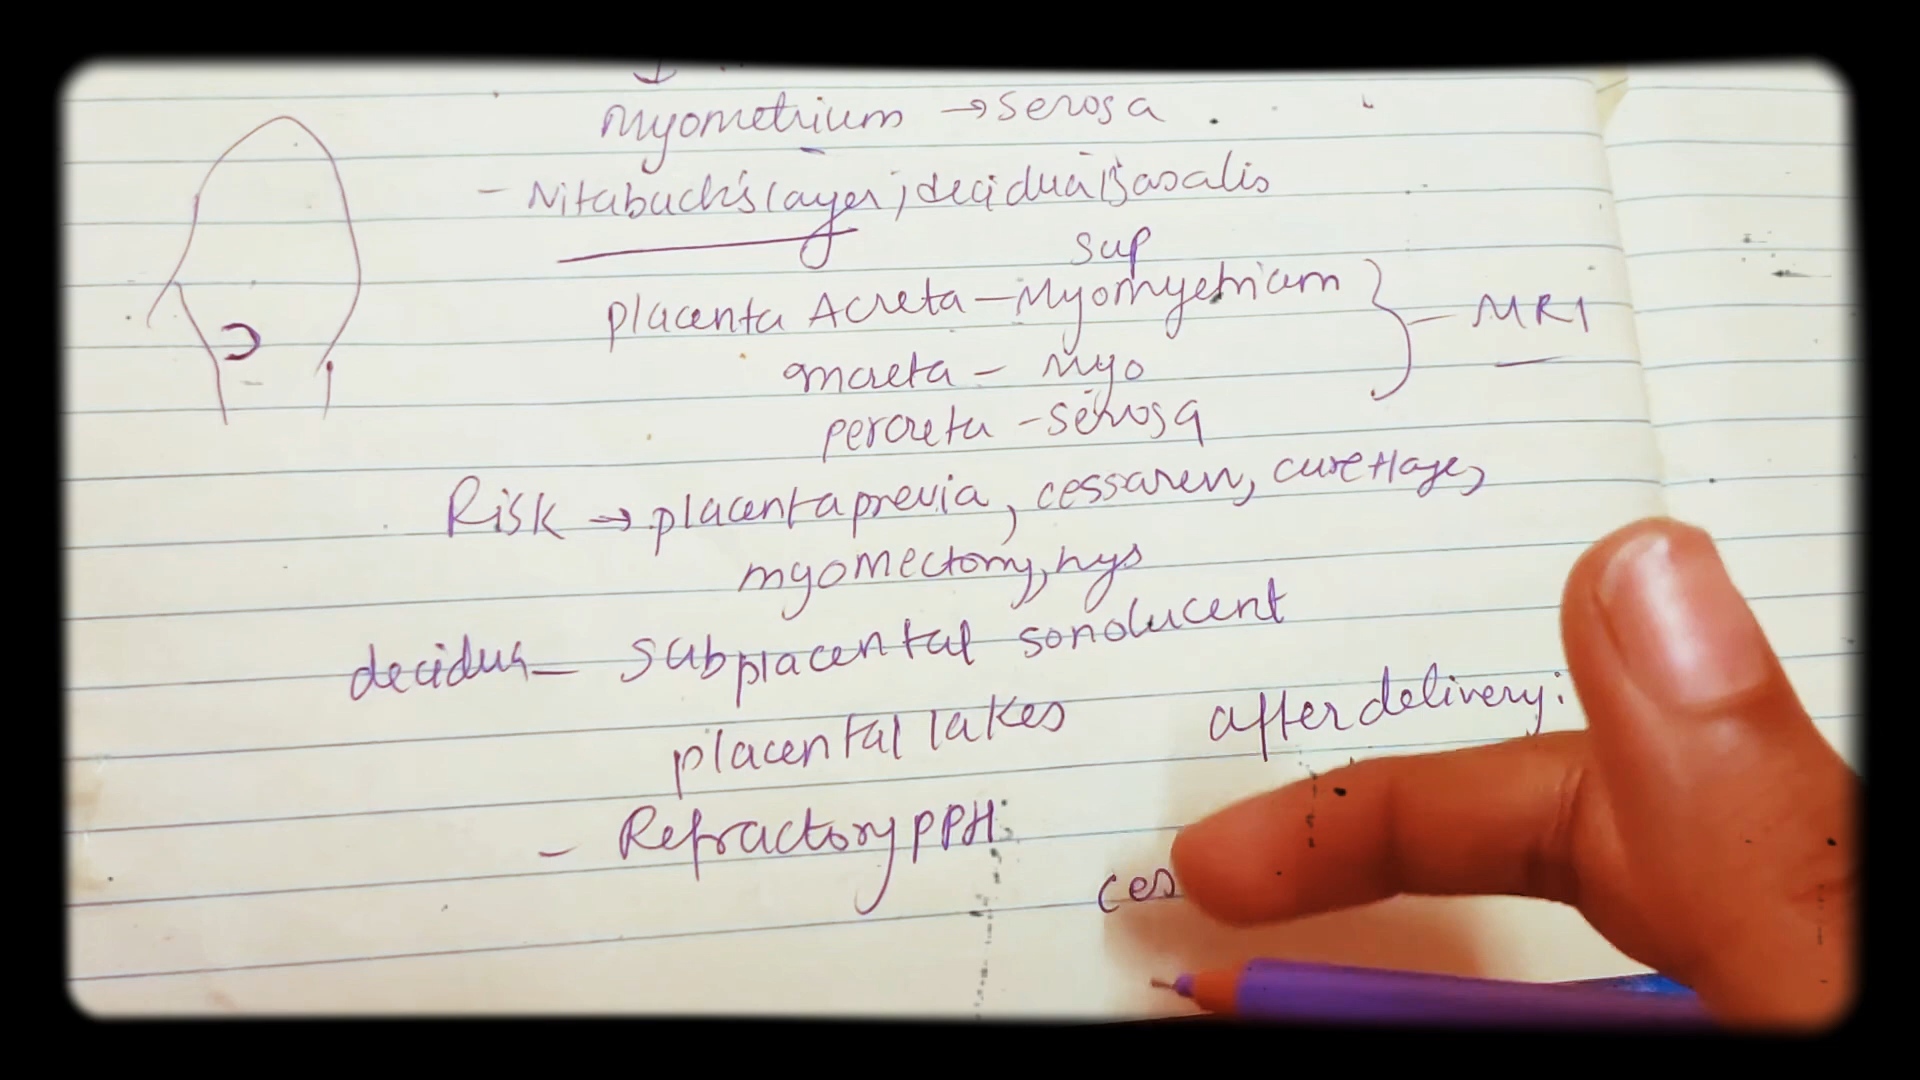 myometrium → serosa
- Nitabuch's layer; decidua Basalis
sup
placenta Acreta - Myomyetrium
} - MRI
increta - Myo
percreta - serosa
Risk → placenta previa, cessaren, curettage,
myomectomy, hys
decidua - subplacental sonolucent
placental lakes
after delivery:
- Refractory PPH:
ces